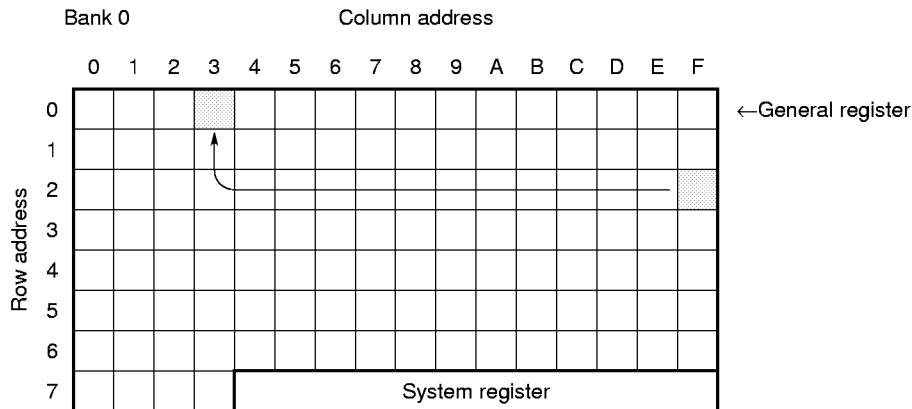 Bank 0 Column address
0 1 2 3 4 5 6 7 8 9 A B C D E F
0 ←General register
1
2
3
4
5
6
7 System register
Row address